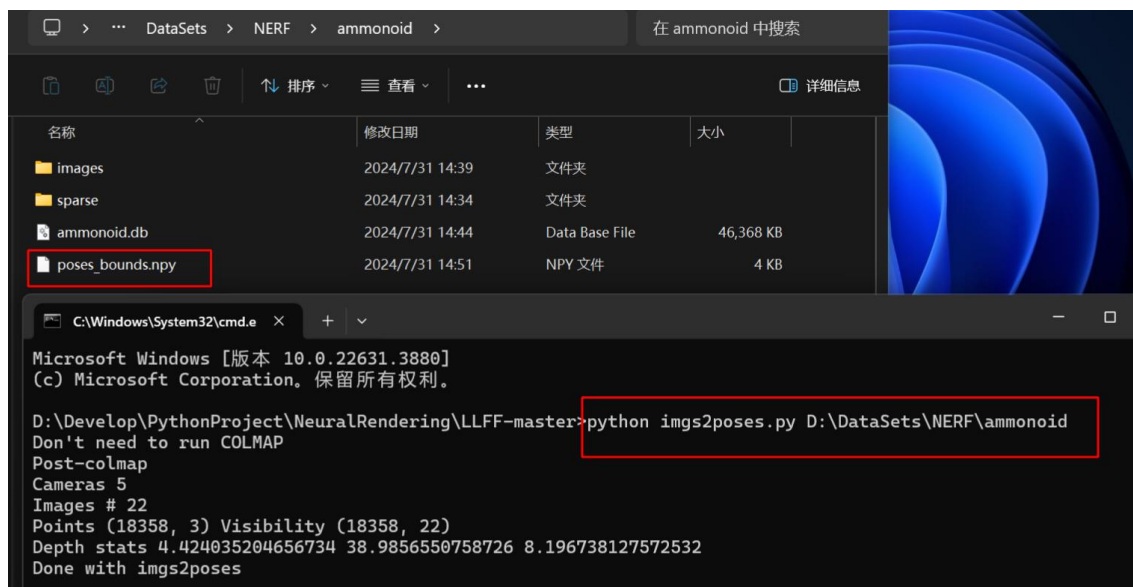 DataSets > NERF > ammonoid >
在 ammonoid 中搜索
排序 查看 ··· 详细信息
名称 修改日期 类型 大小
images 2024/7/31 14:39 文件夹
sparse 2024/7/31 14:34 文件夹
ammonoid.db 2024/7/31 14:44 Data Base File 46,368 KB
poses_bounds.npy 2024/7/31 14:51 NPY 文件 4 KB
C:\Windows\System32\cmd.e
Microsoft Windows [版本 10.0.22631.3880]
(c) Microsoft Corporation。保留所有权利。
D:\Develop\PythonProject\NeuralRendering\LLFF-master>python imgs2poses.py D:\DataSets\NERF\ammonoid
Don't need to run COLMAP
Post-colmap
Cameras 5
Images # 22
Points (18358, 3) Visibility (18358, 22)
Depth stats 4.424035204656734 38.9856550758726 8.196738127572532
Done with imgs2poses